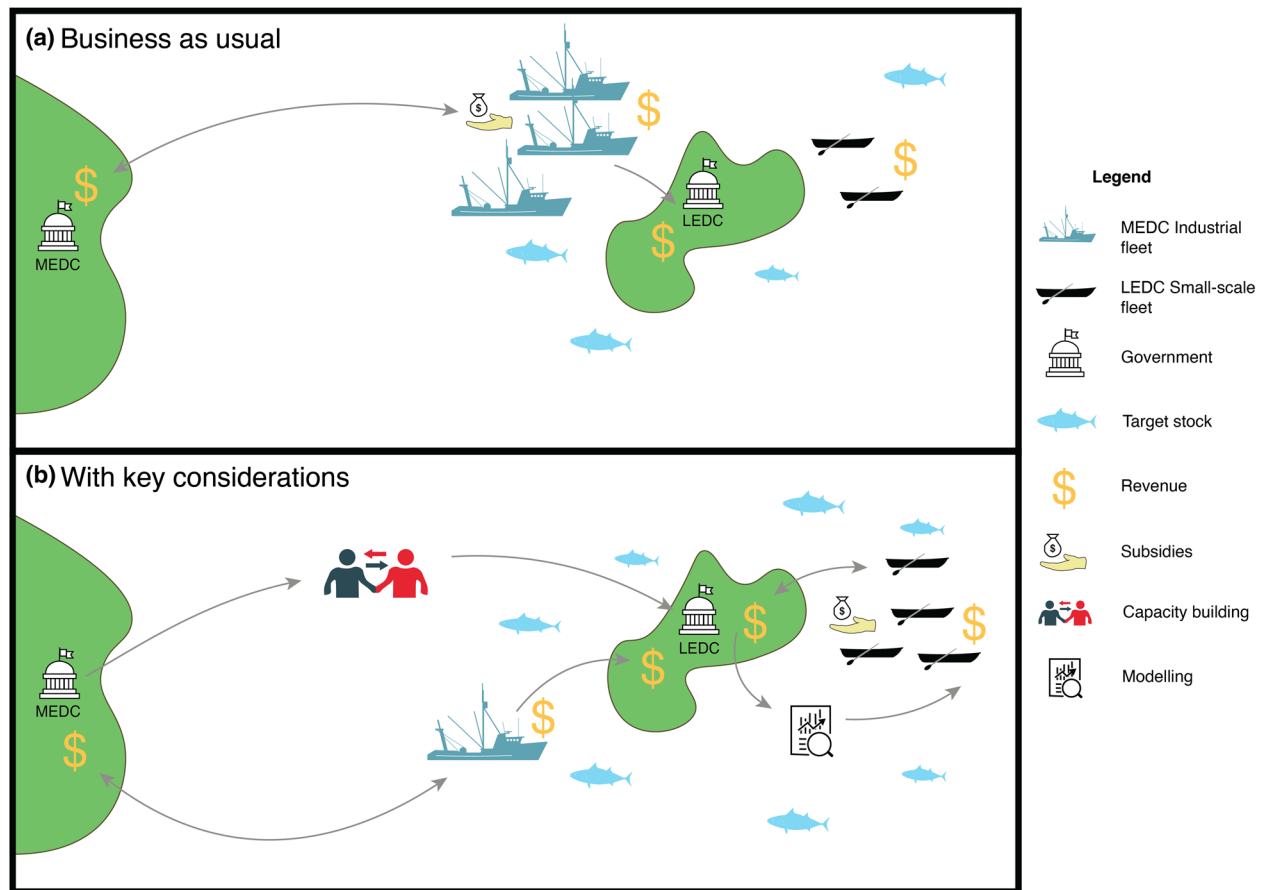 (a) Business as usual
$
$
$
MEDC
LEDC
$
$
(b) With key considerations
$
$
LEDC
$
$
MEDC
$
$
Legend
MEDC Industrial
fleet
LEDC Small-scale
fleet
Government
Target stock
$
Revenue
$
Subsidies
Capacity building
Modelling